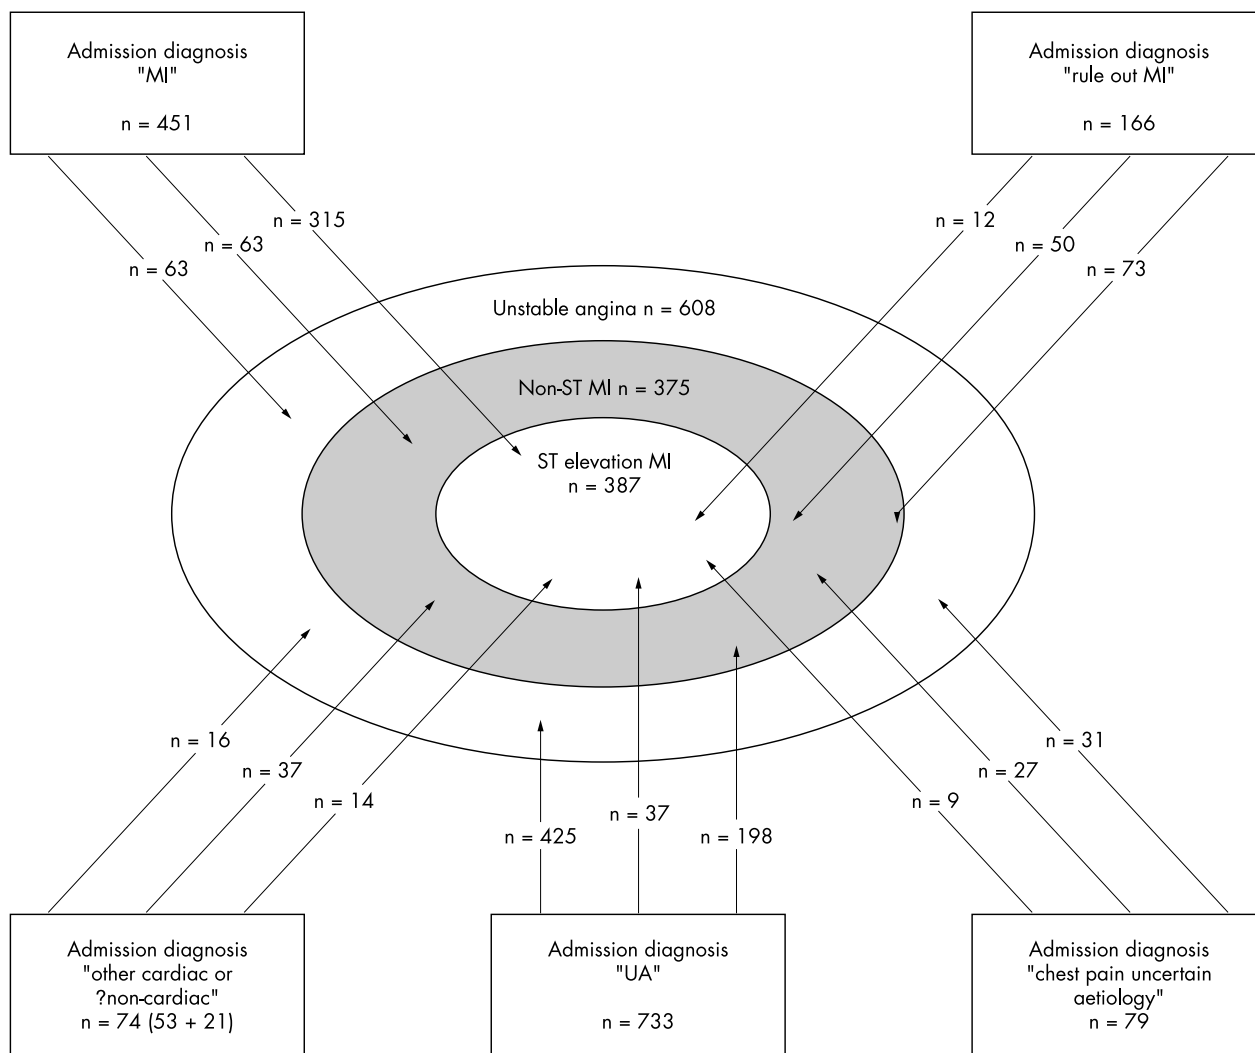 Admission diagnosis
"MI"
n = 451
Admission diagnosis
"rule out MI"
n = 166
n = 315
n = 63
n = 63
n = 12
n = 50
n = 73
Unstable angina n = 608
Non-ST MI n = 375
ST elevation MI
n = 387
n = 16
n = 37
n = 14
n = 425
n = 37
n = 198
n = 9
n = 27
n = 31
Admission diagnosis
"other cardiac or
?non-cardiac"
n = 74 (53 + 21)
Admission diagnosis
"UA"
n = 733
Admission diagnosis
"chest pain uncertain
aetiology"
n = 79